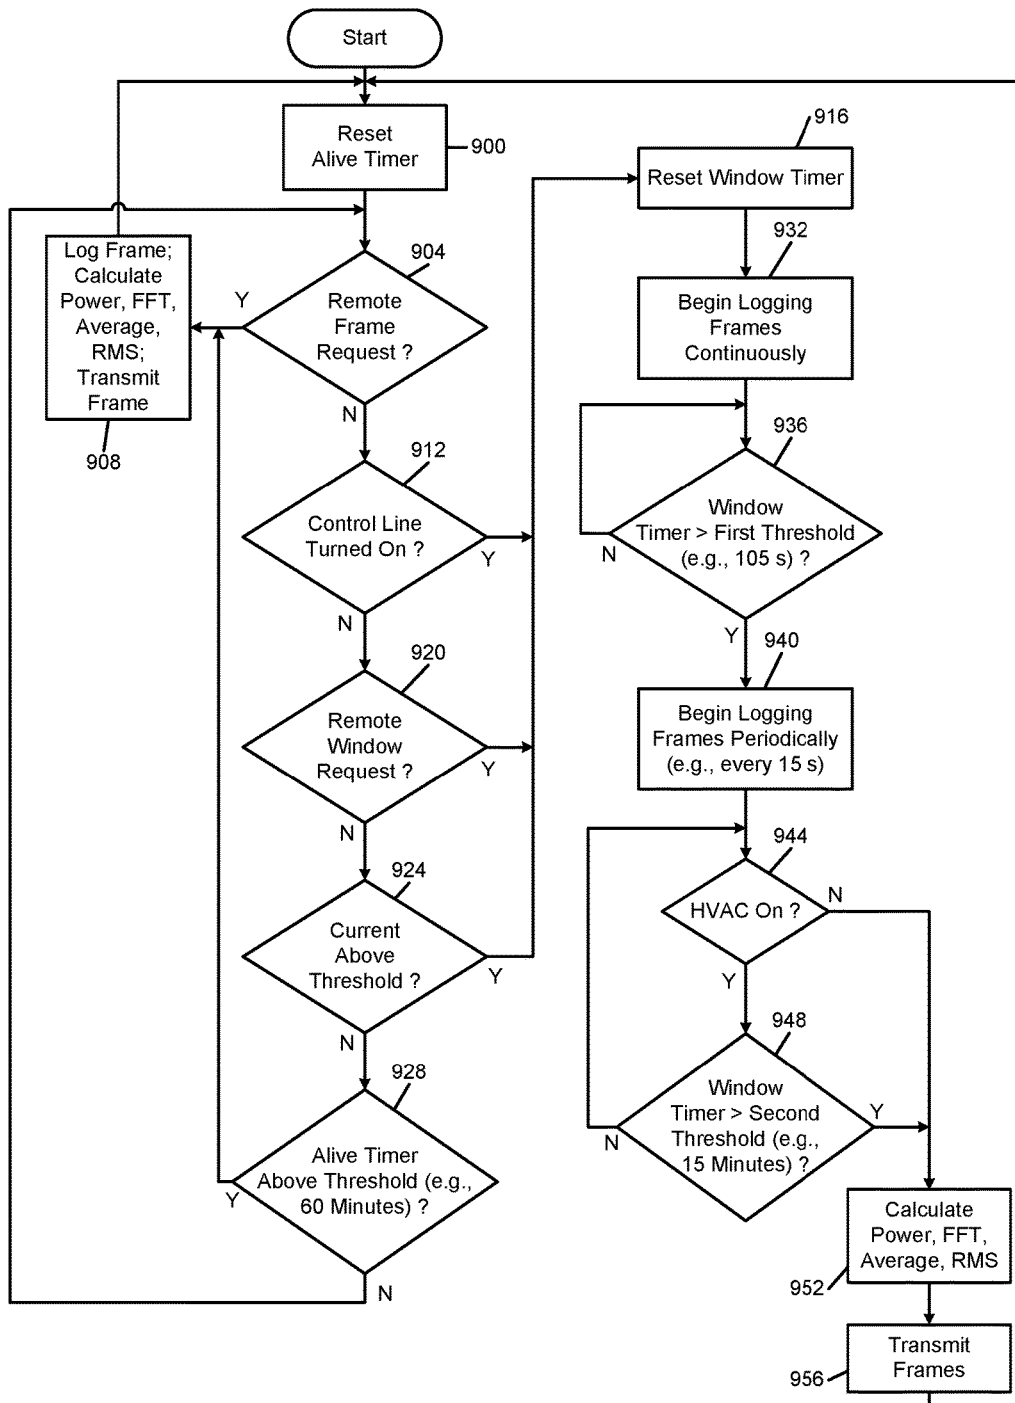 Start
Reset
Alive Timer
900
Log Frame;
Calculate
Power, FFT,
Average,
RMS;
Transmit
Frame
908
904
Remote
Frame
Request ?
Y
N
912
Control Line
Turned On ?
Y
N
920
Remote
Window
Request ?
Y
N
924
Current
Above
Threshold ?
Y
N
928
Alive Timer
Above Threshold (e.g.,
60 Minutes) ?
Y
N
916
Reset Window Timer
932
Begin Logging
Frames
Continuously
936
Window
Timer > First Threshold
(e.g., 105 s) ?
N
Y
940
Begin Logging
Frames Periodically
(e.g., every 15 s)
944
HVAC On ?
N
Y
948
Window
Timer > Second
Threshold (e.g.,
15 Minutes) ?
Y
N
Calculate
Power, FFT,
Average, RMS
952
Transmit
Frames
956